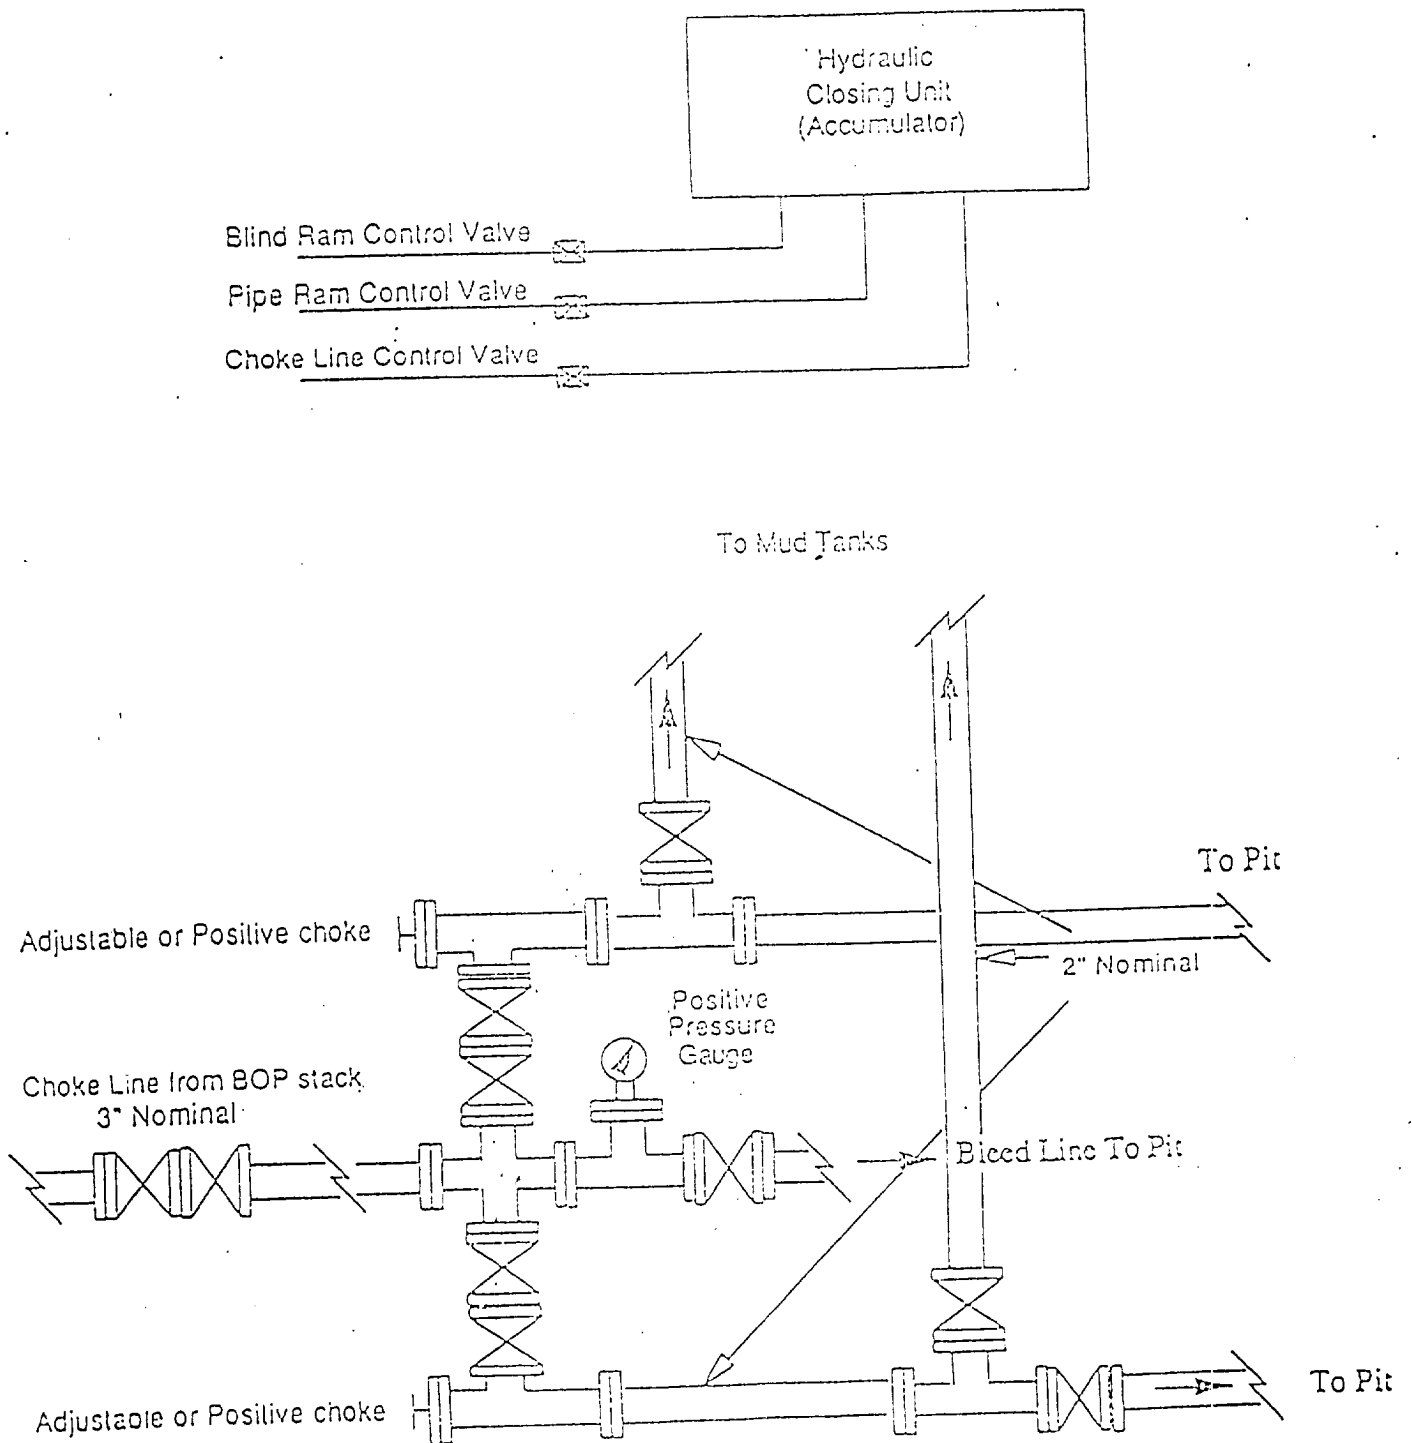 Hydraulic
Closing Unit
(Accumulator)
Blind Ram Control Valve
Pipe Ram Control Valve
Choke Line Control Valve
To Mud Tanks
To Pit
Adjustable or Positive choke
2" Nominal
Positive
Pressure
Gauge
Choke Line from BOP stack
3" Nominal
Bleed Line To Pit
To Pit
Adjustable or Positive choke